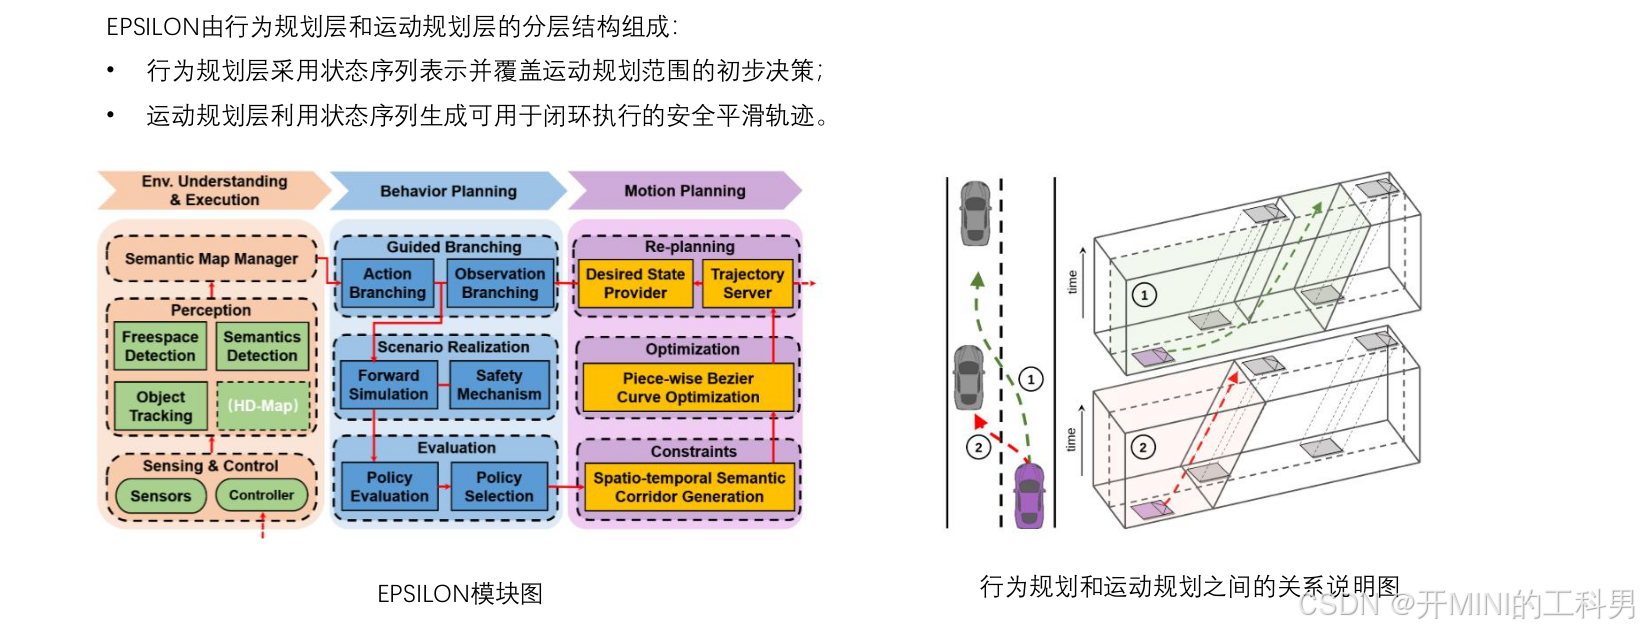 EPSILON由行为规划层和运动规划层的分层结构组成：
• 行为规划层采用状态序列表示并覆盖运动规划范围的初步决策；
• 运动规划层利用状态序列生成可用于闭环执行的安全平滑轨迹。
Env. Understanding
& Execution
Semantic Map Manager
Perception
Freespace
Detection
Semantics
Detection
Object
Tracking
(HD-Map)
Sensing & Control
Sensors
Controller
Behavior Planning
Guided Branching
Action
Branching
Observation
Branching
Scenario Realization
Forward
Simulation
Safety
Mechanism
Evaluation
Policy
Evaluation
Policy
Selection
Motion Planning
Re-planning
Desired State
Provider
Trajectory
Server
Optimization
Piece-wise Bezier
Curve Optimization
Constraints
Spatio-temporal Semantic
Corridor Generation
EPSILON模块图
1
2
time
1
time
2
行为规划和运动规划之间的关系说明图
CSDN @开MINI的工科男